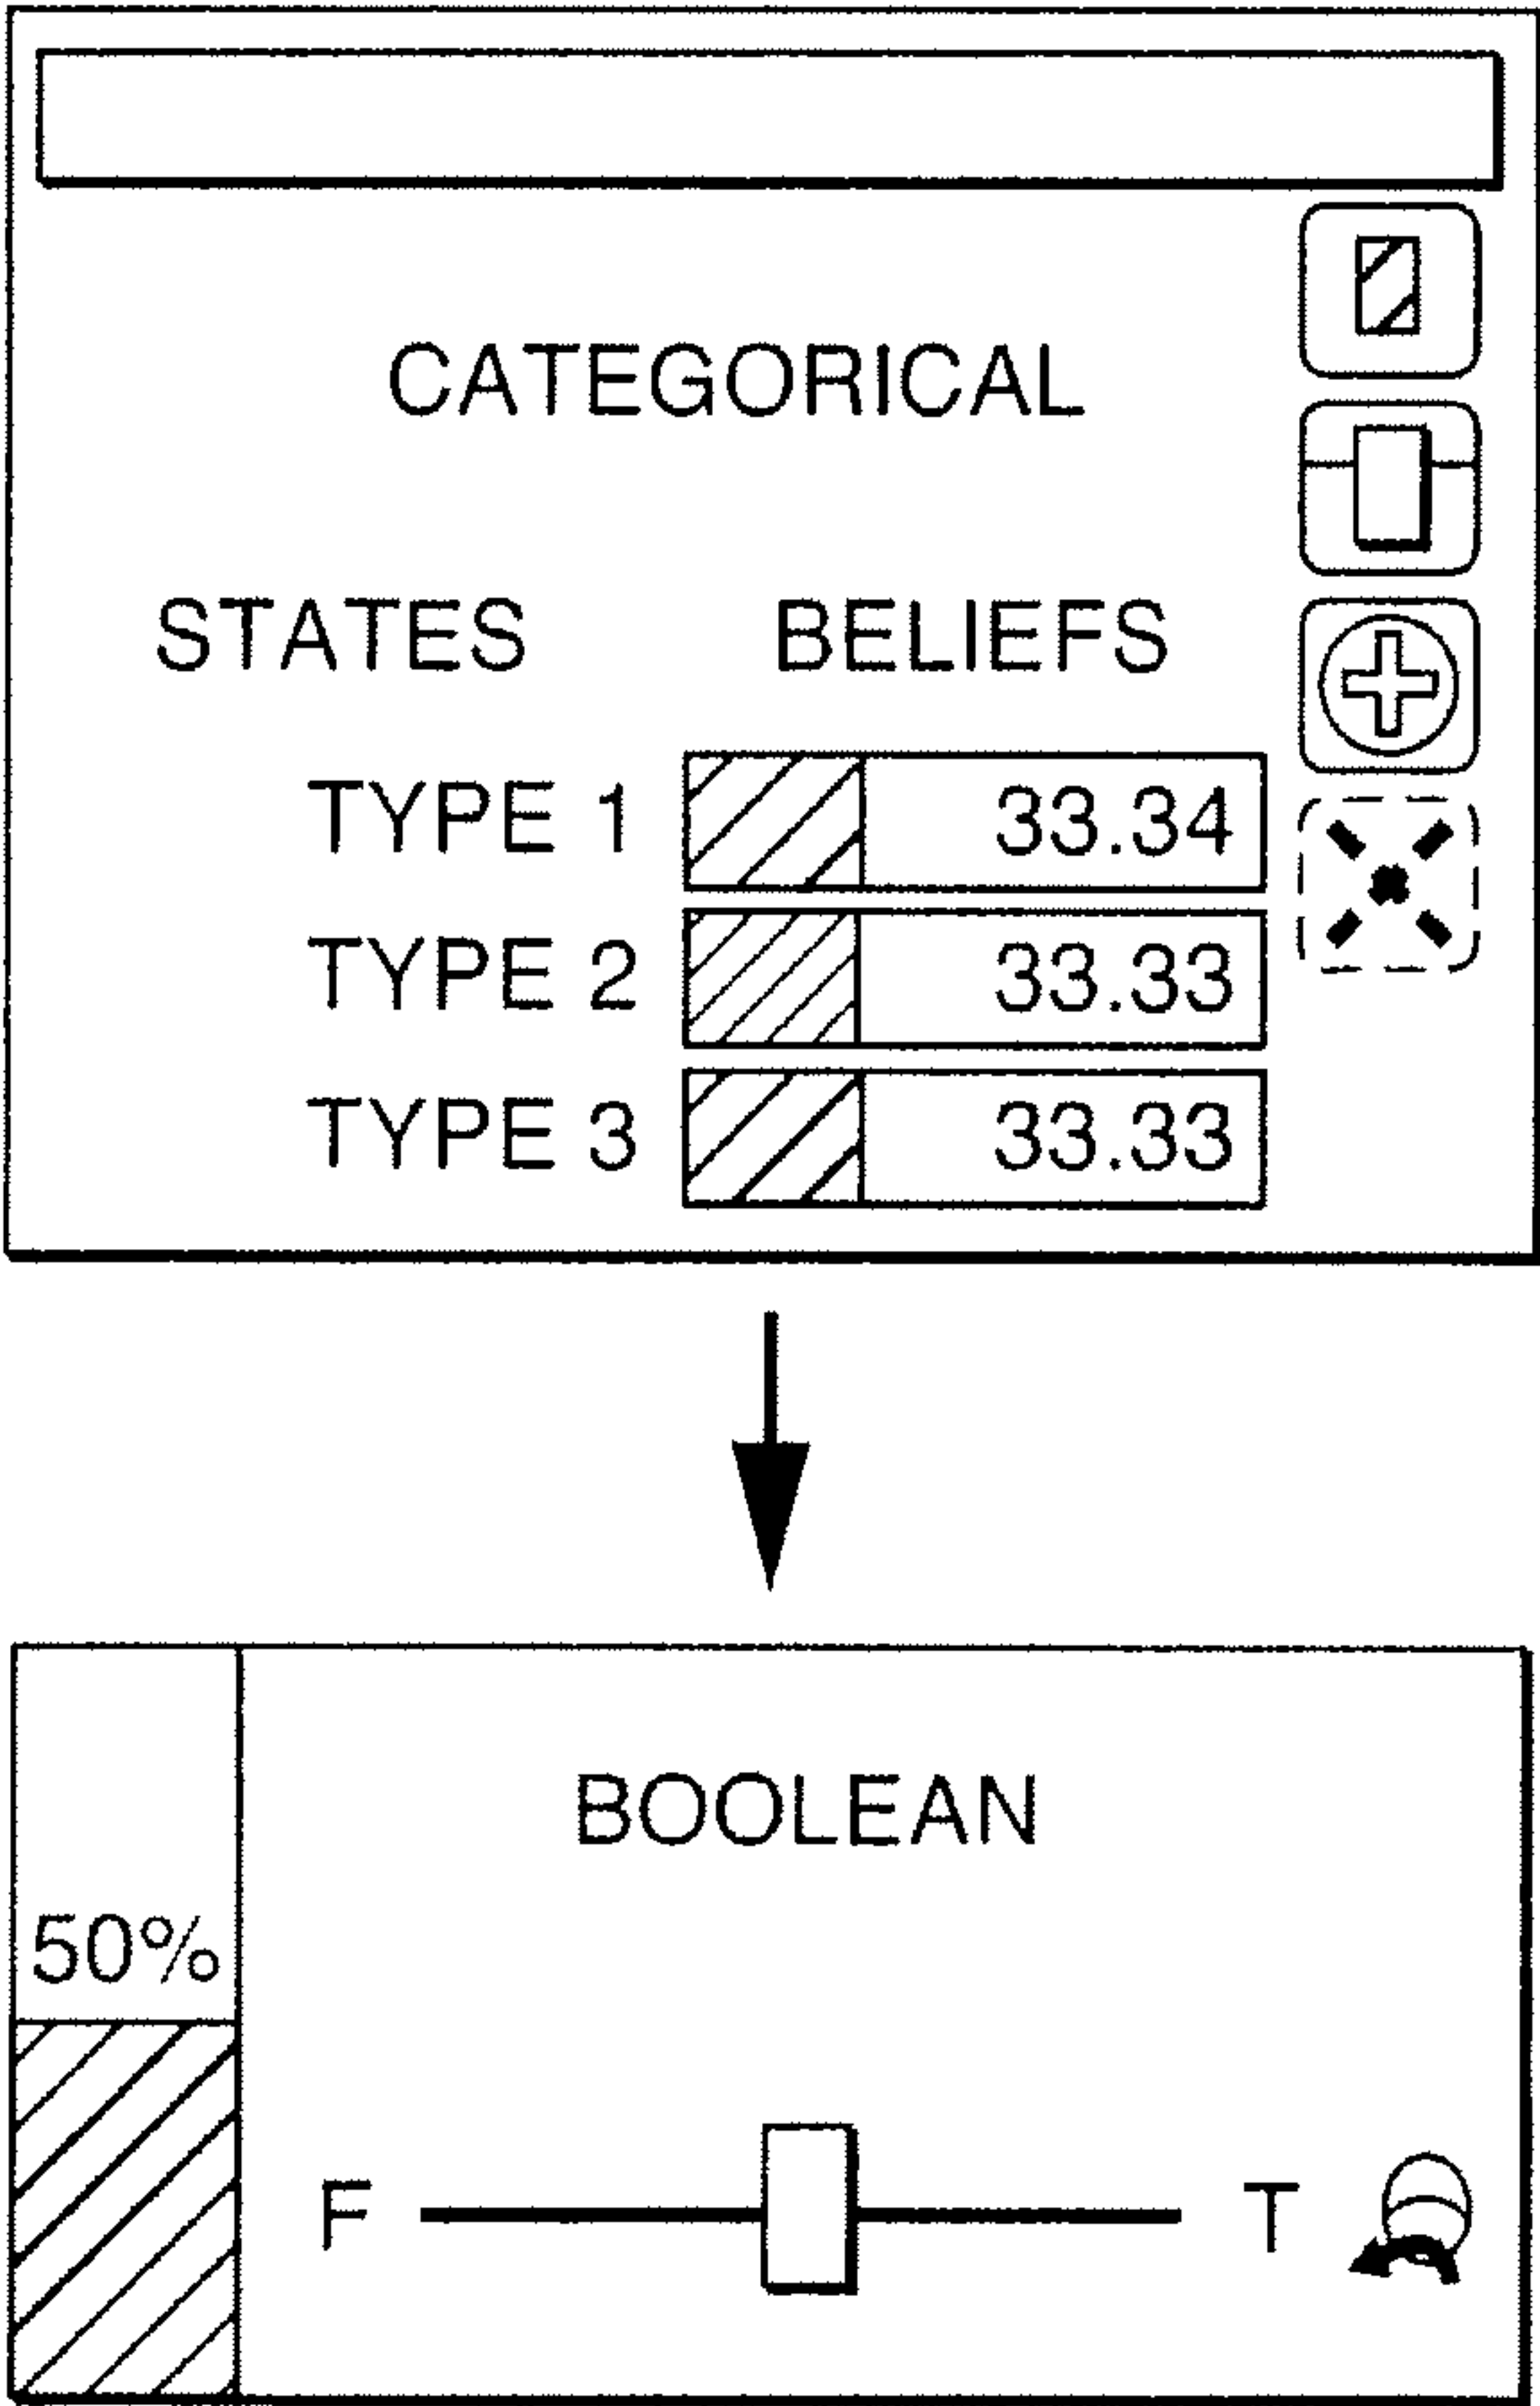 CATEGORICAL
STATES BELIEFS
TYPE 1 33.34
TYPE 2 33.33
TYPE 3 33.33
BOOLEAN
50%
F T